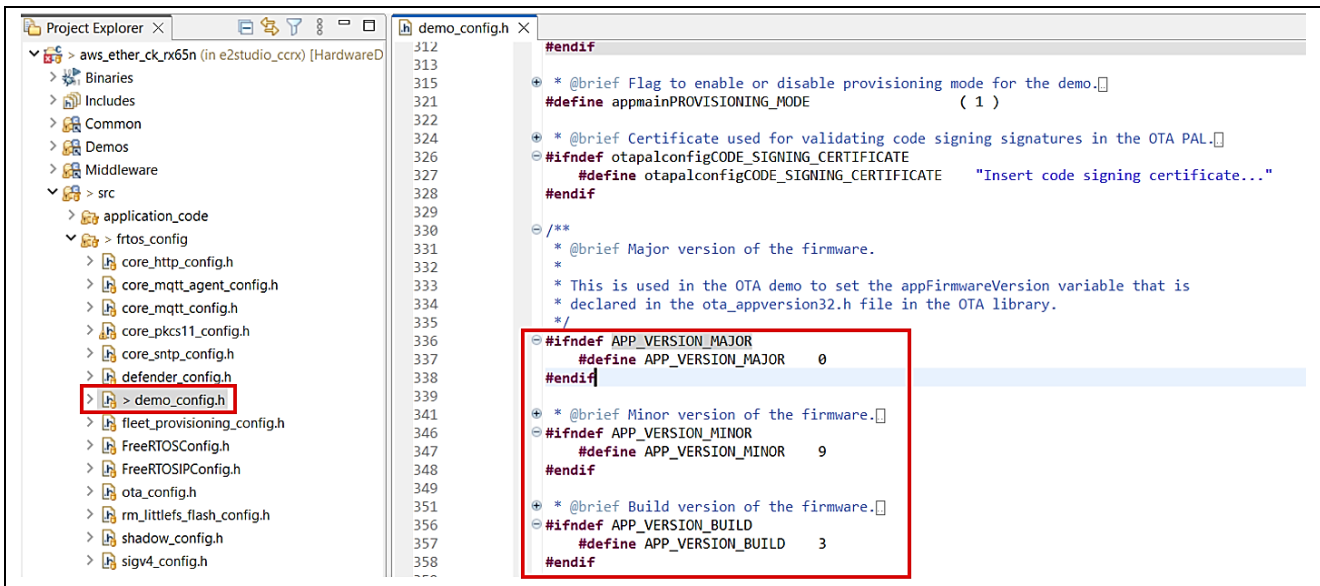 Project Explorer
aws_ether_ck_rx65n (in e2studio_ccrx) [HardwareD
Binaries
Includes
Common
Demos
Middleware
> src
application_code
> frtos_config
core_http_config.h
core_mqtt_agent_config.h
core_mqtt_config.h
core_pkcs11_config.h
core_sntp_config.h
defender_config.h
> demo_config.h
fleet_provisioning_config.h
FreeRTOSConfig.h
FreeRTOSIPConfig.h
ota_config.h
rm_littlefs_flash_config.h
shadow_config.h
sigv4_config.h
demo_config.h
312 #endif
313
315 * @brief Flag to enable or disable provisioning mode for the demo.
321 #define appmainPROVISIONING_MODE ( 1 )
322
324 * @brief Certificate used for validating code signing signatures in the OTA PAL.
326 #ifndef otapalconfigCODE_SIGNING_CERTIFICATE
327 #define otapalconfigCODE_SIGNING_CERTIFICATE "Insert code signing certificate..."
328 #endif
329
330 /**
331 * @brief Major version of the firmware.
332 *
333 * This is used in the OTA demo to set the appFirmwareVersion variable that is
334 * declared in the ota_appversion32.h file in the OTA library.
335 */
336 #ifndef APP_VERSION_MAJOR
337 #define APP_VERSION_MAJOR 0
338 #endif
339
341 * @brief Minor version of the firmware.
346 #ifndef APP_VERSION_MINOR
347 #define APP_VERSION_MINOR 9
348 #endif
349
351 * @brief Build version of the firmware.
356 #ifndef APP_VERSION_BUILD
357 #define APP_VERSION_BUILD 3
358 #endif